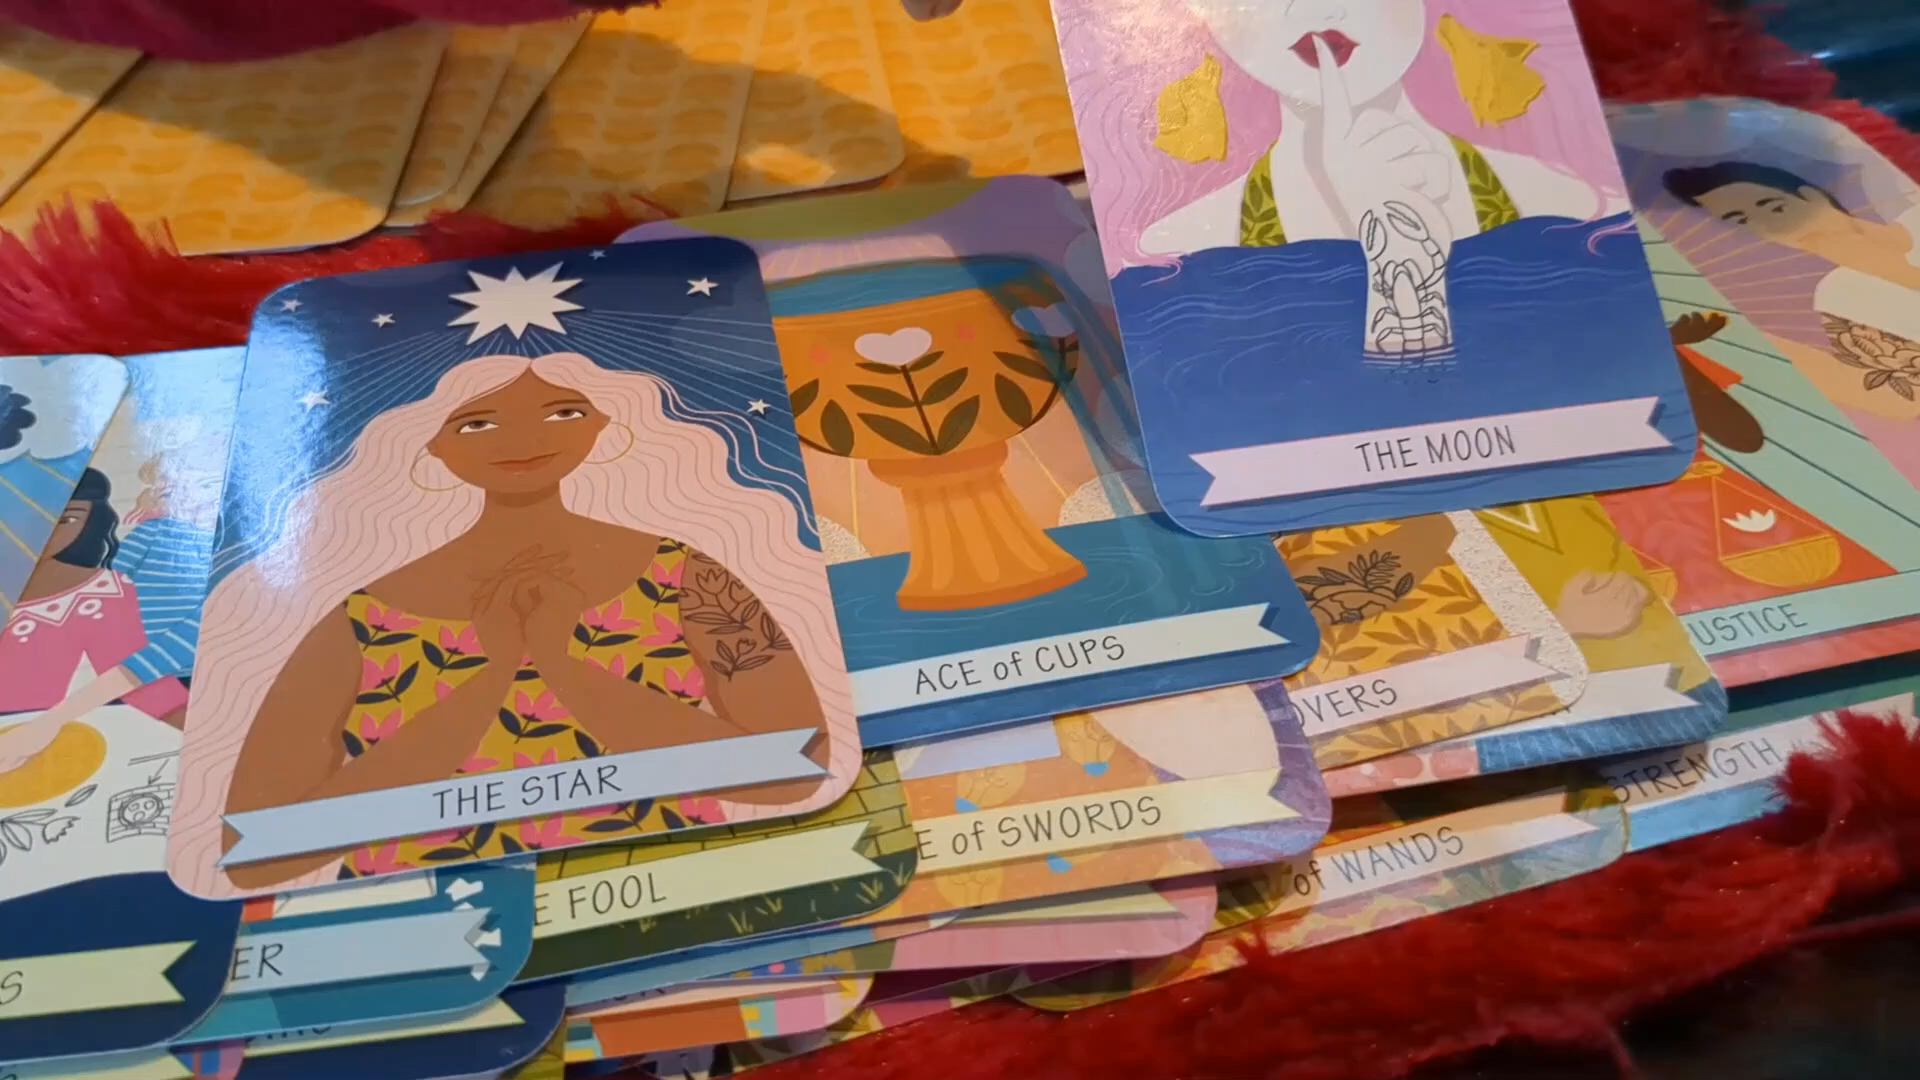 THE MOON
USTICE
ACE of CUPS
OVERS
THE STAR
STRENGTH
E of SWORDS
of WANDS
E FOOL
ER
S